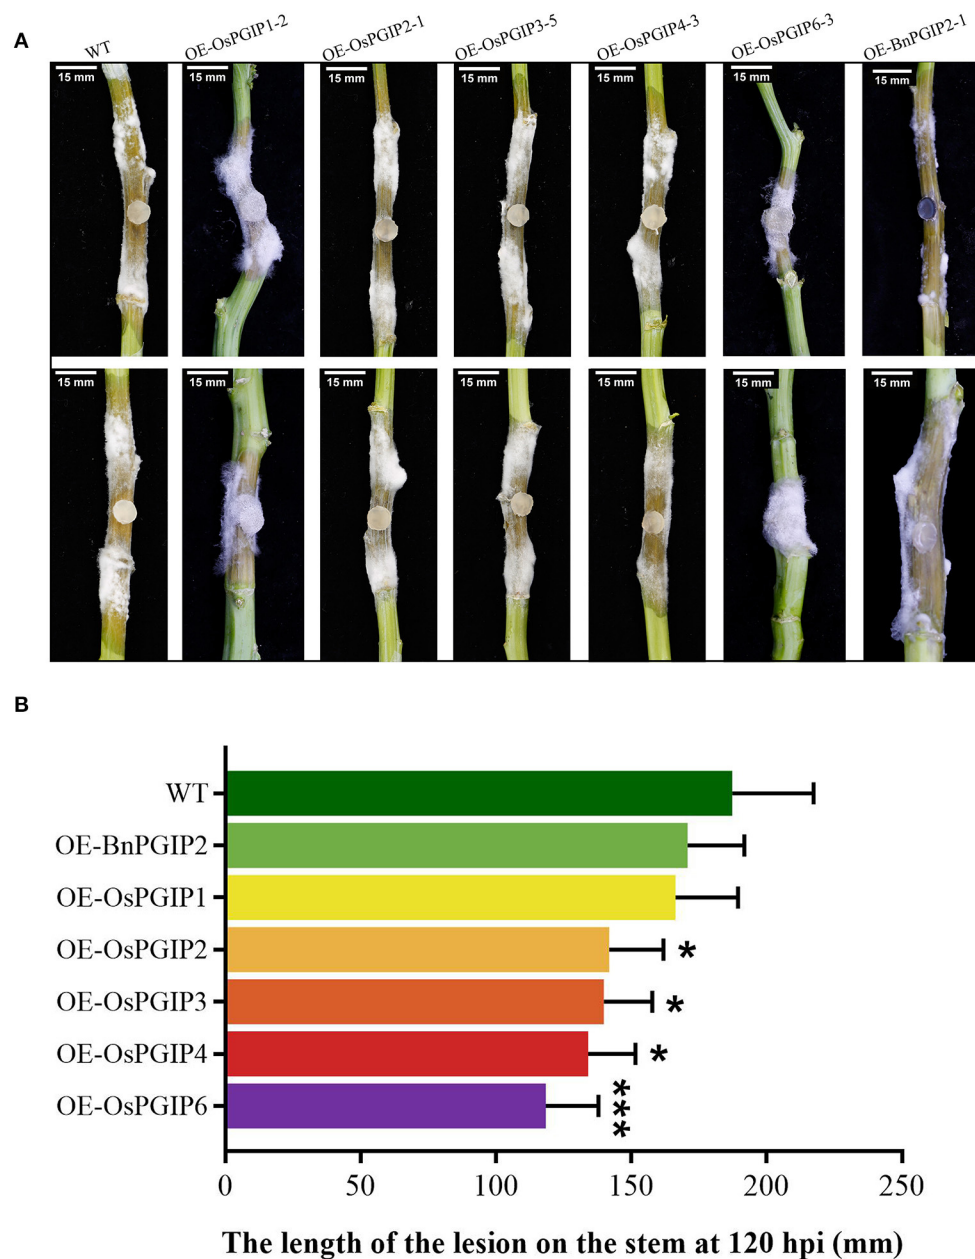 A
WT
OE-OsPGIP1-2
OE-OsPGIP2-1
OE-OsPGIP3-5
OE-OsPGIP4-3
OE-OsPGIP6-3
OE-BnPGIP2-1
15 mm
15 mm
15 mm
15 mm
15 mm
15 mm
15 mm
15 mm
15 mm
15 mm
15 mm
15 mm
15 mm
15 mm
B
WT
OE-BnPGIP2
OE-OsPGIP1
OE-OsPGIP2
*
OE-OsPGIP3
*
OE-OsPGIP4
*
OE-OsPGIP6
***
0 50 100 150 200 250
The length of the lesion on the stem at 120 hpi (mm)